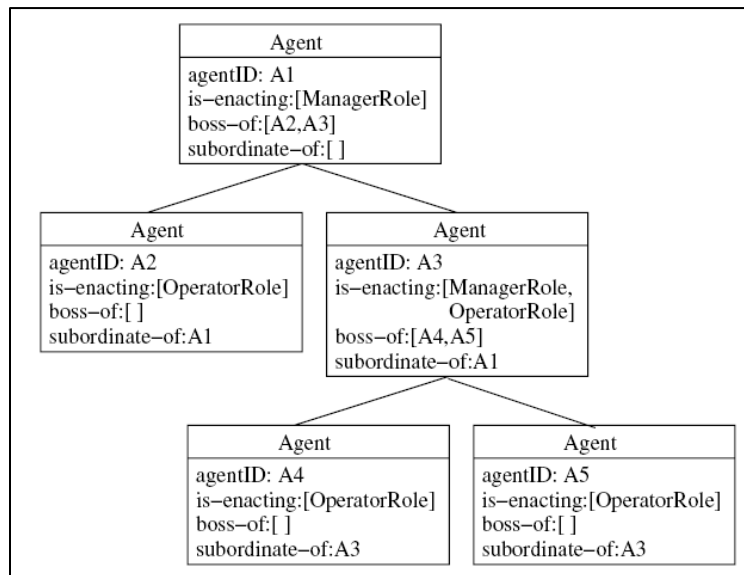 Agent
agentID: A1
is−enacting:[ManagerRole]
boss−of:[A2,A3]
subordinate−of:[ ]
Agent
agentID: A2
is−enacting:[OperatorRole]
boss−of:[ ]
subordinate−of:A1
Agent
agentID: A3
is−enacting:[ManagerRole,
OperatorRole]
boss−of:[A4,A5]
subordinate−of:A1
Agent
agentID: A4
is−enacting:[OperatorRole]
boss−of:[ ]
subordinate−of:A3
Agent
agentID: A5
is−enacting:[OperatorRole]
boss−of:[ ]
subordinate−of:A3